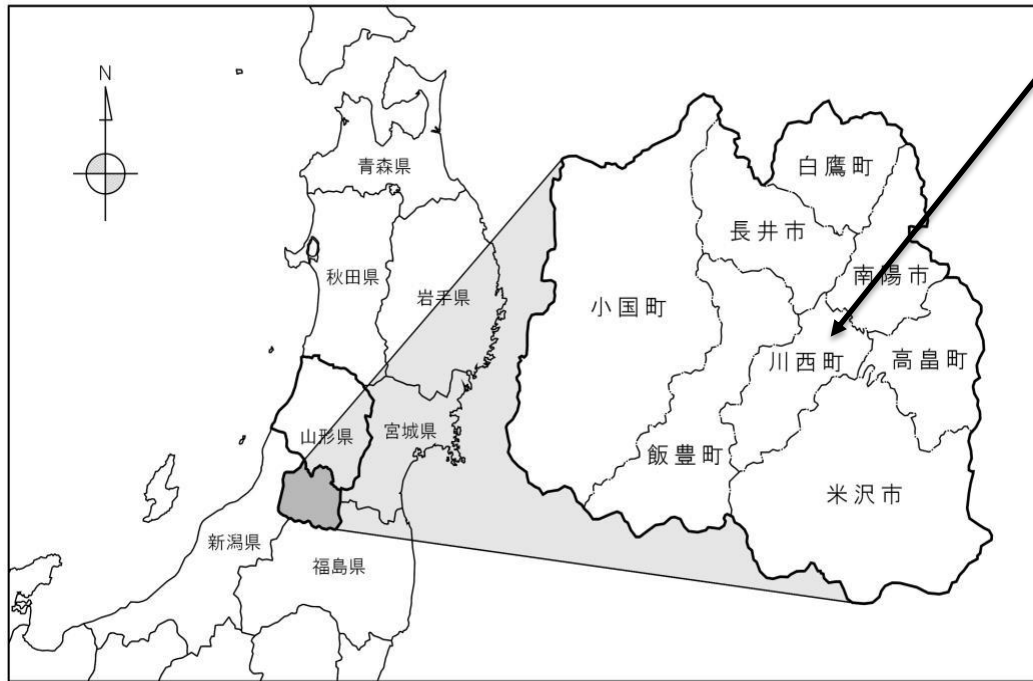 N
青森県
秋田県
岩手県
山形県
宮城県
新潟県
福島県
白鷹町
長井市
南陽市
小国町
川西町
高畠町
飯豊町
米沢市